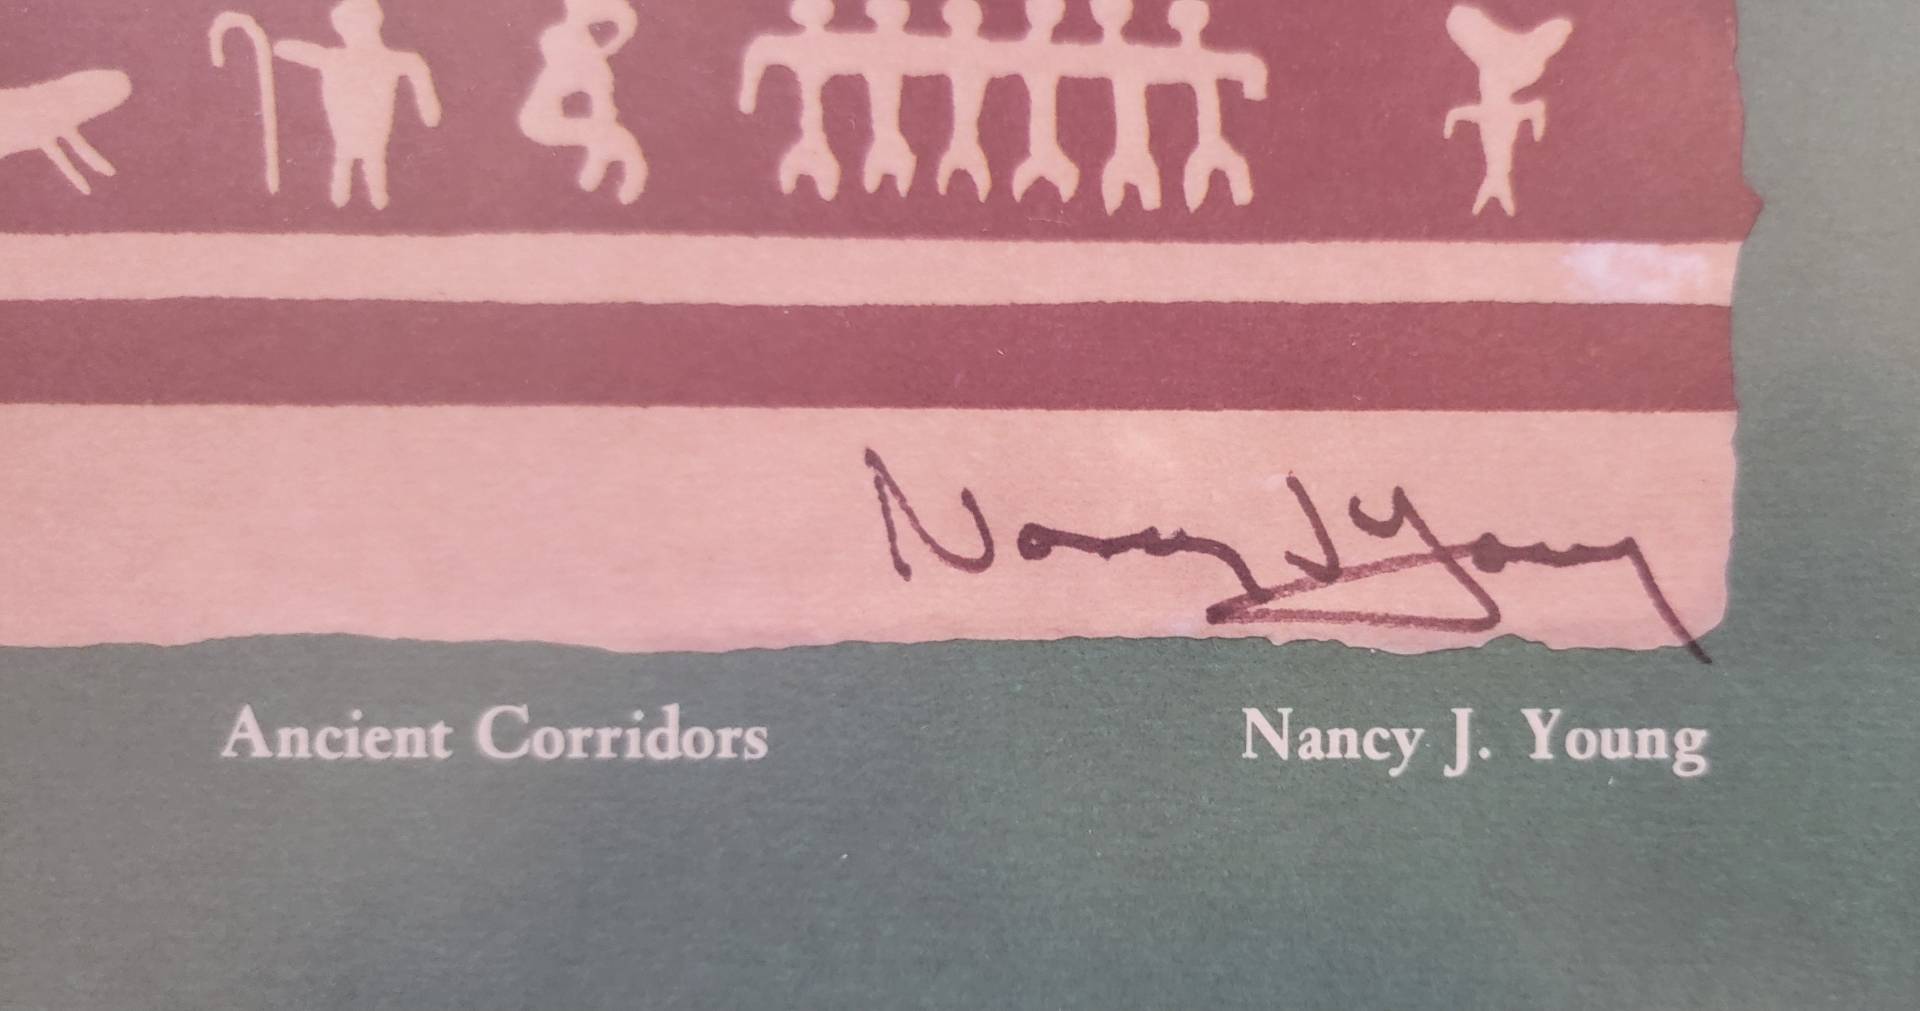 Nancy J Young
Ancient Corridors
Nancy J. Young